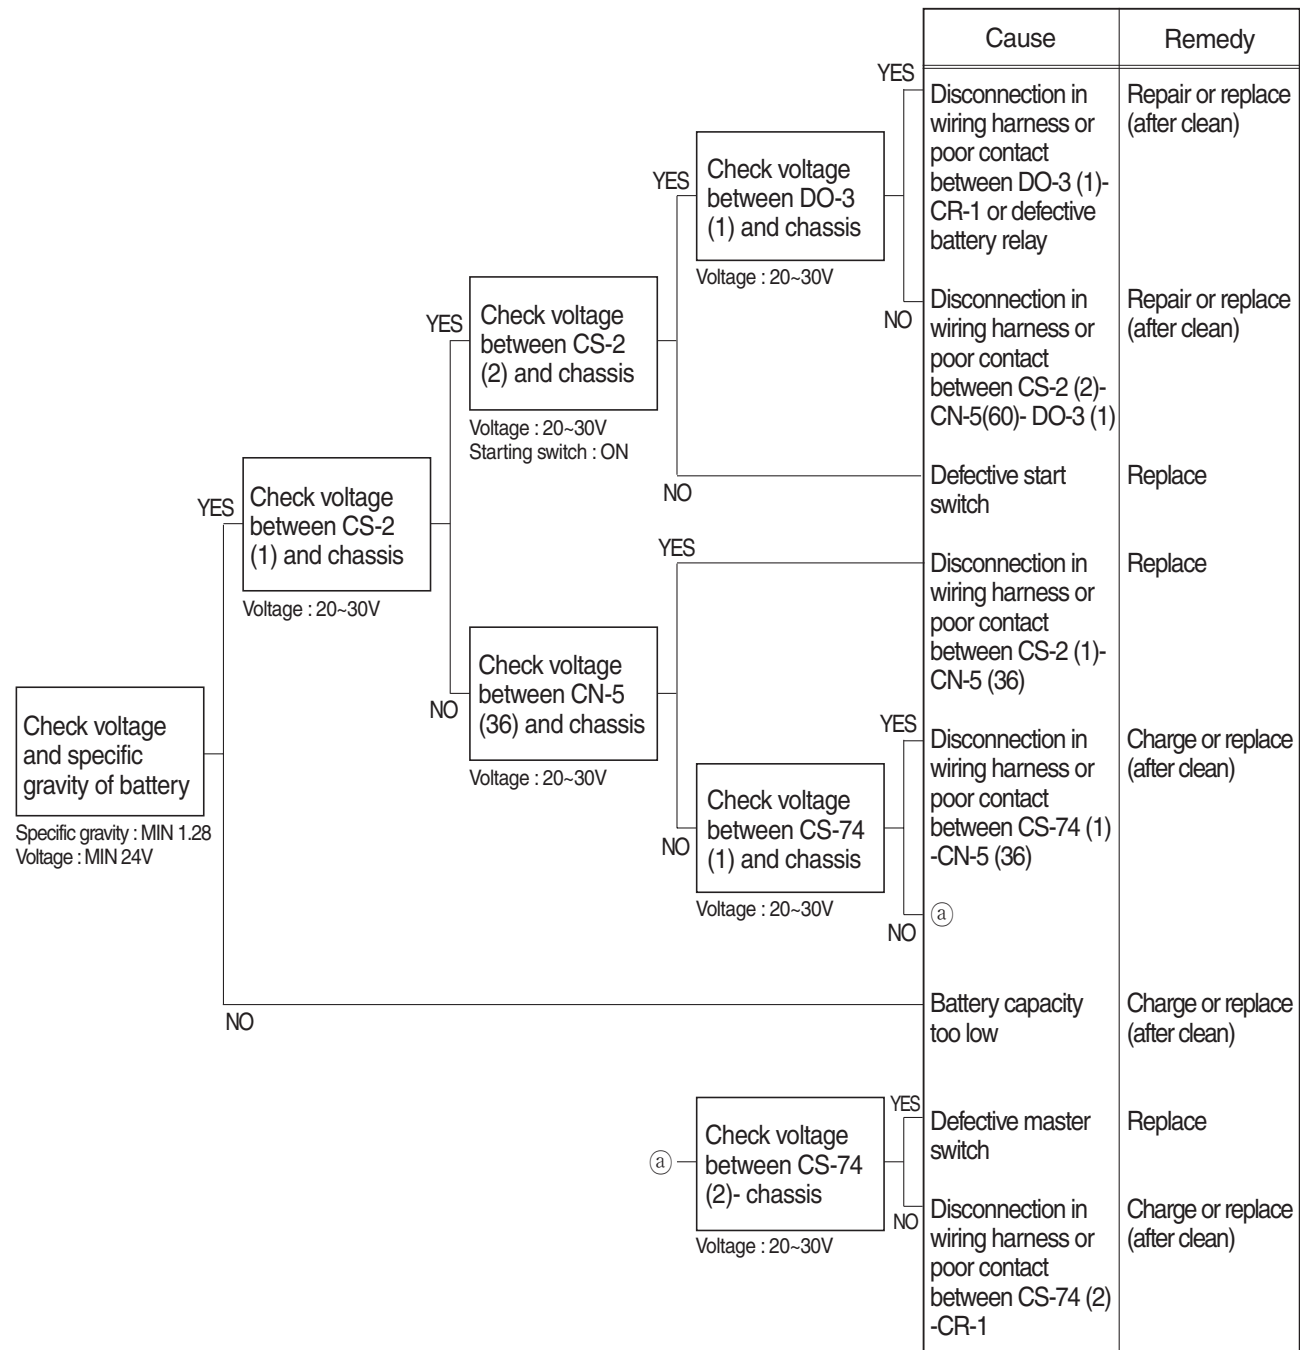 Cause
Remedy
YES
Disconnection in
wiring harness or
poor contact
between DO-3 (1)-
CR-1 or defective
battery relay
Repair or replace
(after clean)
YES
Check voltage
between DO-3
(1) and chassis
Voltage : 20~30V
NO
Disconnection in
wiring harness or
poor contact
between CS-2 (2)-
CN-5(60)- DO-3 (1)
Repair or replace
(after clean)
YES
Check voltage
between CS-2
(2) and chassis
Voltage : 20~30V
Starting switch : ON
NO
Defective start
switch
Replace
YES
Check voltage
between CS-2
(1) and chassis
Voltage : 20~30V
YES
Disconnection in
wiring harness or
poor contact
between CS-2 (1)-
CN-5 (36)
Replace
NO
Check voltage
between CN-5
(36) and chassis
Voltage : 20~30V
Check voltage
and specific
gravity of battery
Specific gravity : MIN 1.28
Voltage : MIN 24V
YES
Disconnection in
wiring harness or
poor contact
between CS-74 (1)
-CN-5 (36)
Charge or replace
(after clean)
NO
Check voltage
between CS-74
(1) and chassis
Voltage : 20~30V
NO
ⓐ
NO
Battery capacity
too low
Charge or replace
(after clean)
ⓐ
Check voltage
between CS-74
(2)- chassis
Voltage : 20~30V
YES
Defective master
switch
Replace
NO
Disconnection in
wiring harness or
poor contact
between CS-74 (2)
-CR-1
Charge or replace
(after clean)